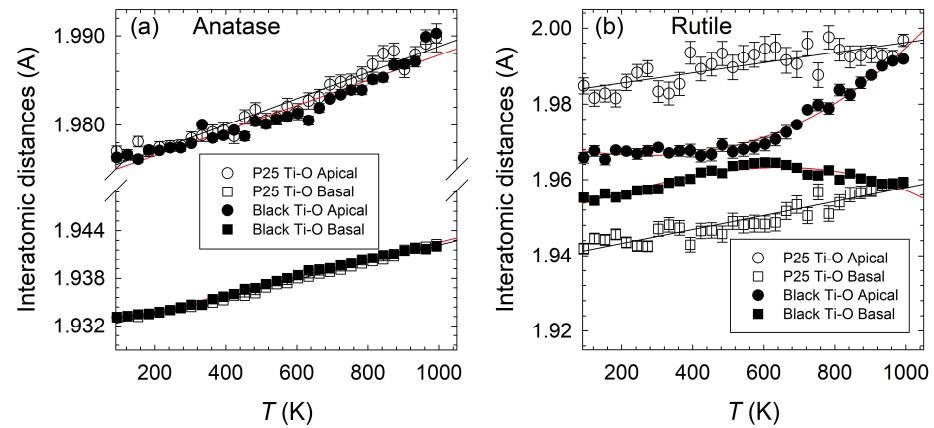 (a) Anatase
Interatomic distances (A)
1.990
1.980
1.944
1.938
1.932
P25 Ti-O Apical
P25 Ti-O Basal
Black Ti-O Apical
Black Ti-O Basal
200 400 600 800 1000
T (K)
(b) Rutile
Interatomic distances (A)
2.00
1.98
1.96
1.94
1.92
P25 Ti-O Apical
P25 Ti-O Basal
Black Ti-O Apical
Black Ti-O Basal
200 400 600 800 1000
T (K)